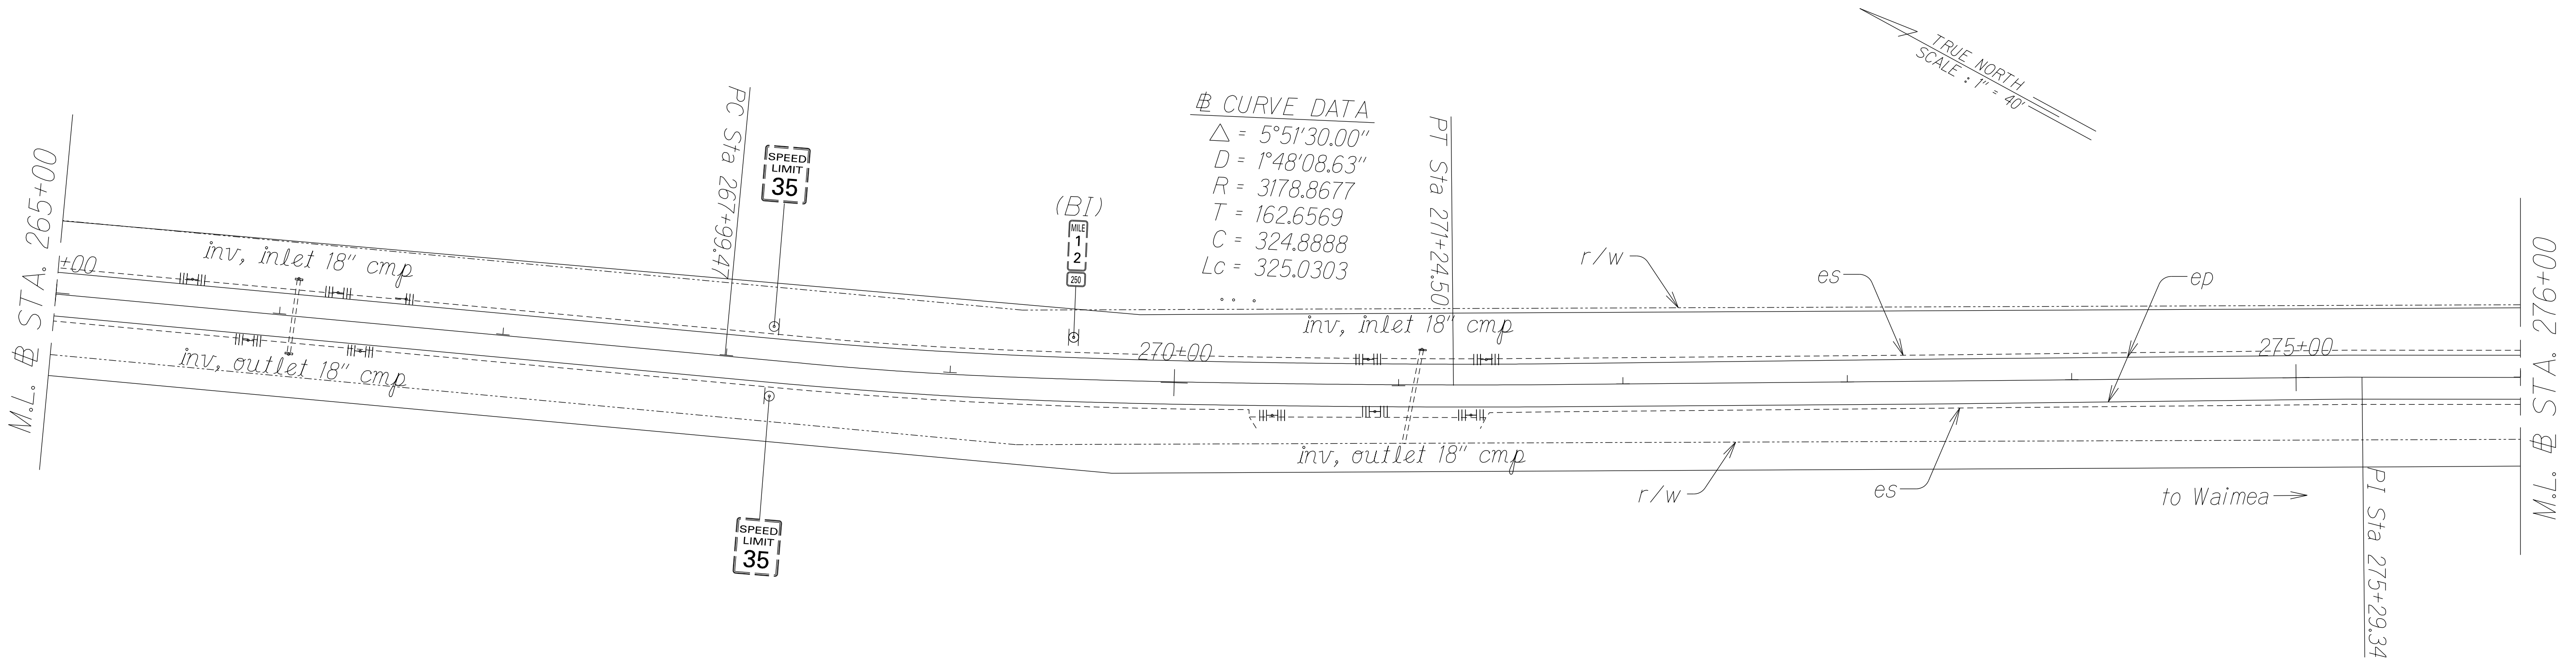 TRUE NORTH
SCALE : 1" = 40'
M.L. ℄ STA. 265+00
±00
inv, inlet 18" cmp
inv, outlet 18" cmp
PC Sta 267+99.47
SPEED
LIMIT
35
SPEED
LIMIT
35
(BI)
MILE
1
2
250
℄ CURVE DATA
△ = 5°51'30.00"
D = 1°48'08.63"
R = 3178.8677
T = 162.6569
C = 324.8888
Lc = 325.0303
270+00
PT Sta 271+24.50
inv, inlet 18" cmp
inv, outlet 18" cmp
r/w
es
ep
r/w
es
275+00
to Waimea
PI Sta 275+29.34
M.L. ℄ STA. 276+00